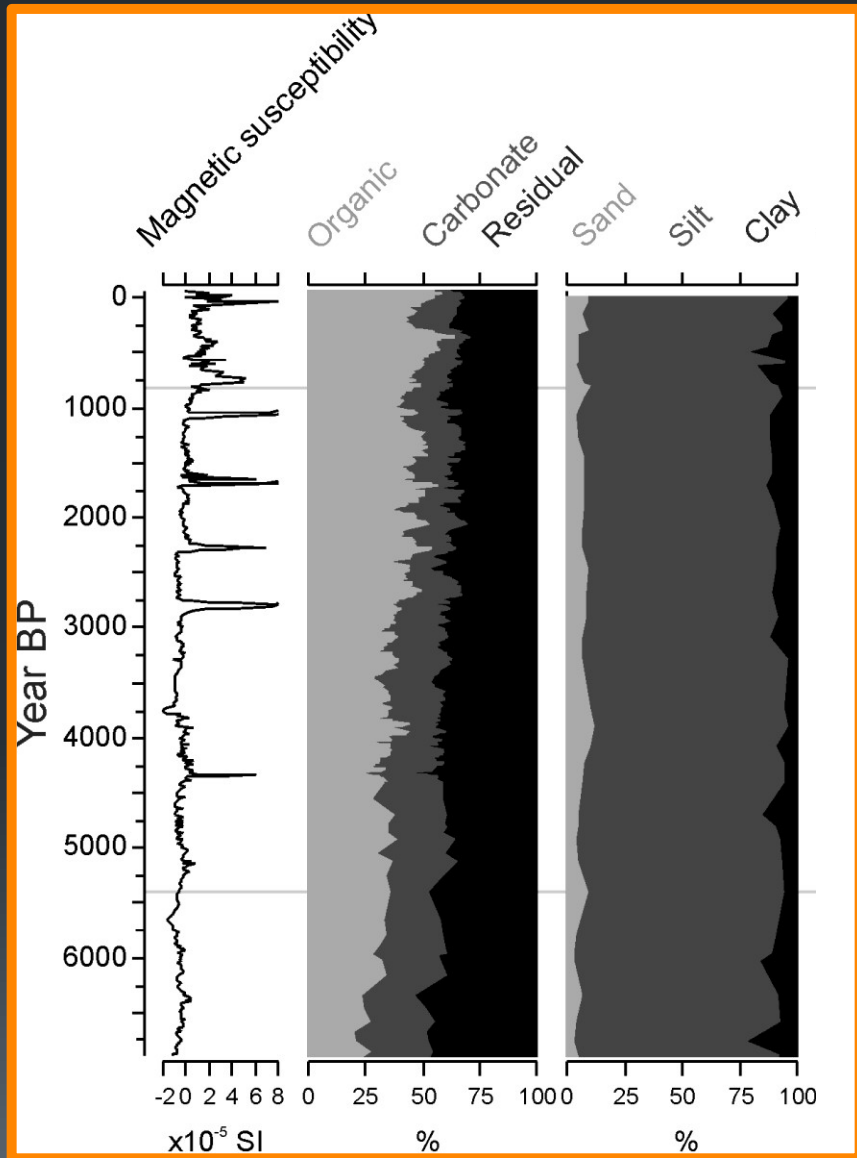 Magnetic susceptibility
Organic
Carbonate
Residual
Sand
Silt
Clay
Year BP
0
1000
2000
3000
4000
5000
6000
-2 0 2 4 6 8
0 25 50 75 100
0 25 50 75 100
x10⁻⁵ SI
%
%